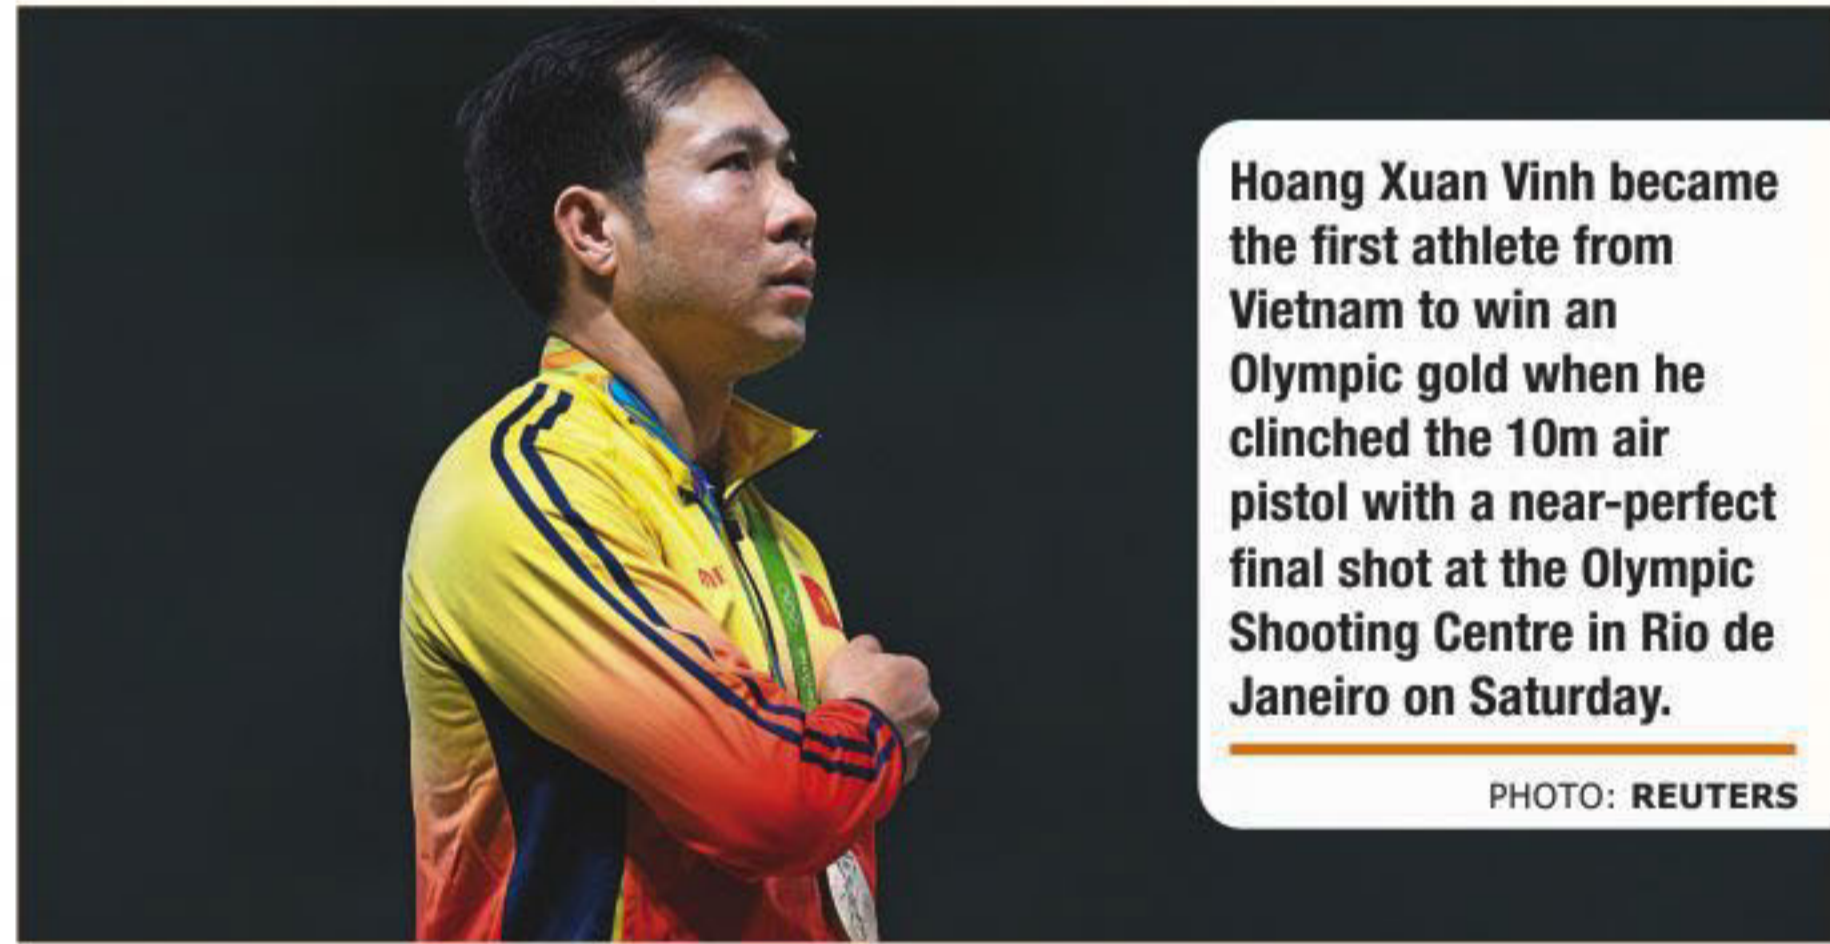 Hoang Xuan Vinh became
the first athlete from
Vietnam to win an
Olympic gold when he
clinched the 10m air
pistol with a near-perfect
final shot at the Olympic
Shooting Centre in Rio de
Janeiro on Saturday.
PHOTO: REUTERS